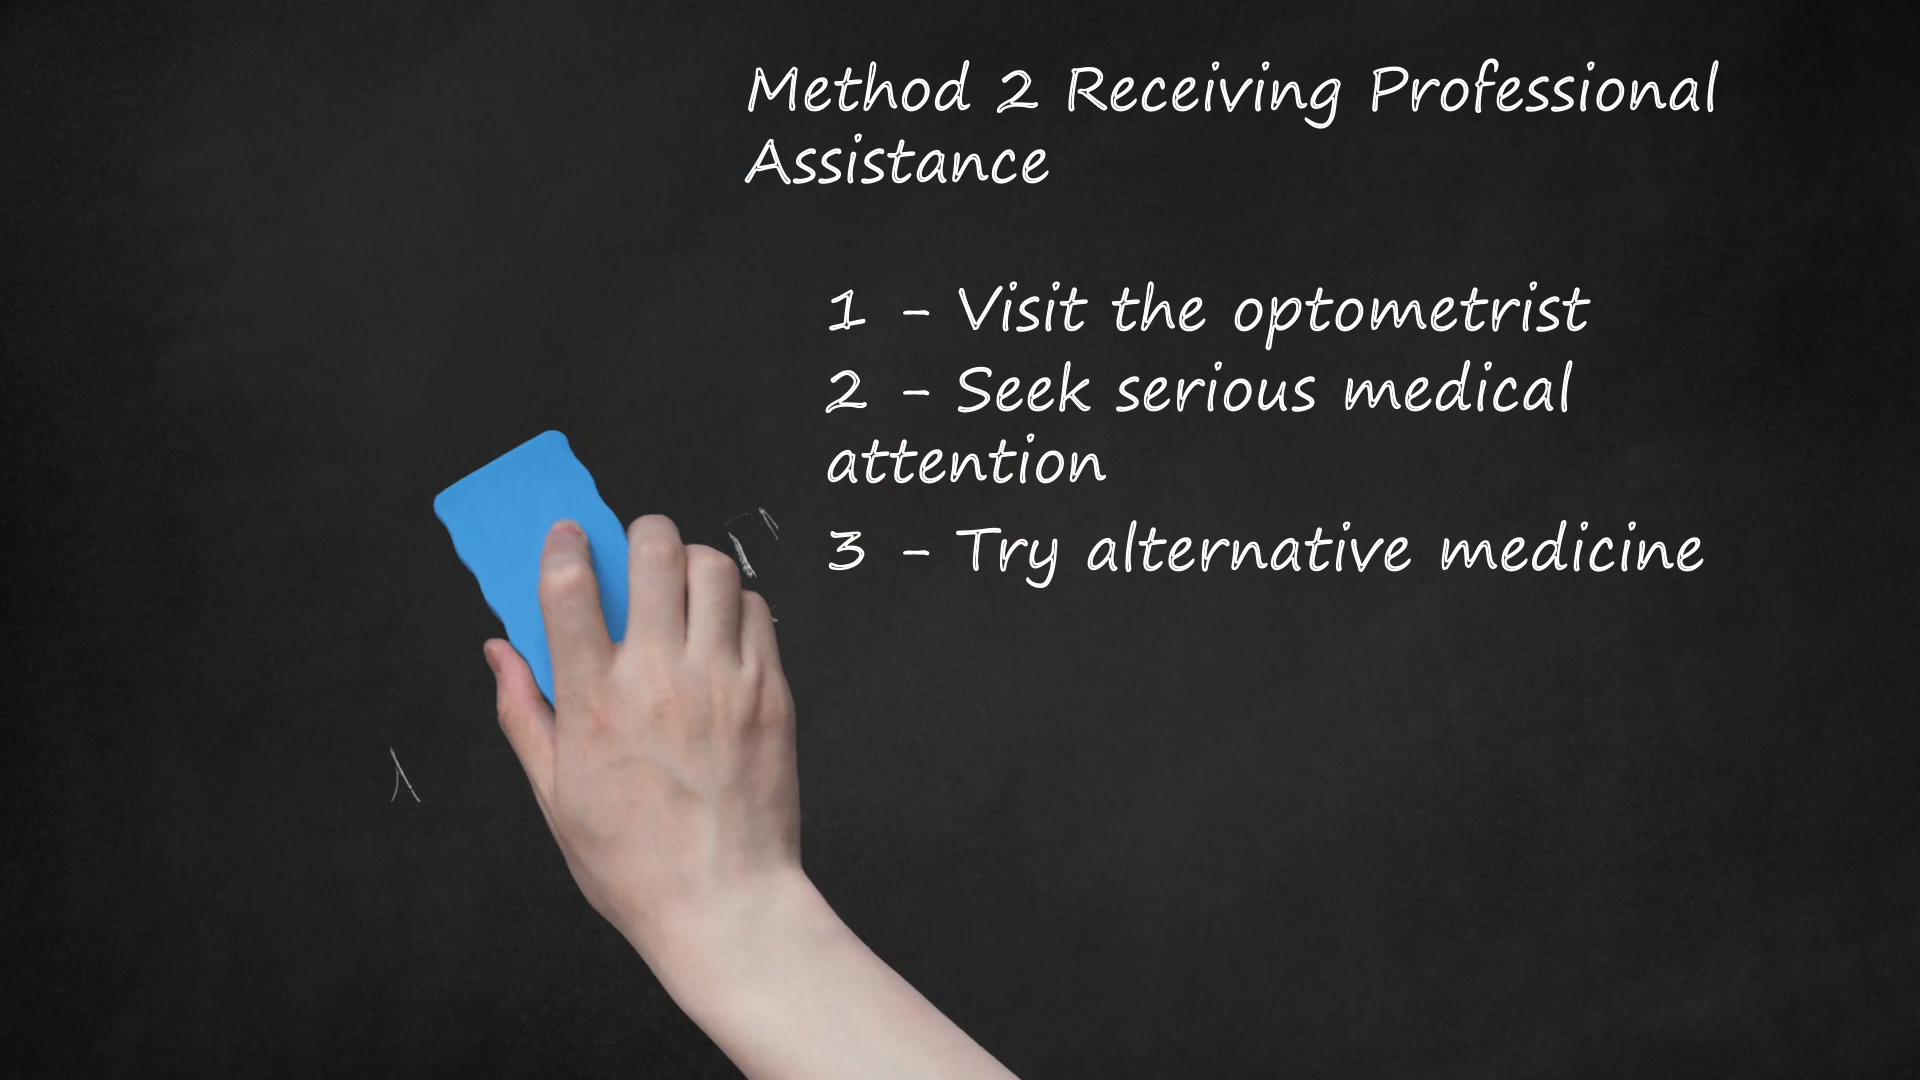 Method 2 Receiving Professional
Assistance
1 - Visit the optometrist
2 - Seek serious medical
attention
3 - Try alternative medicine